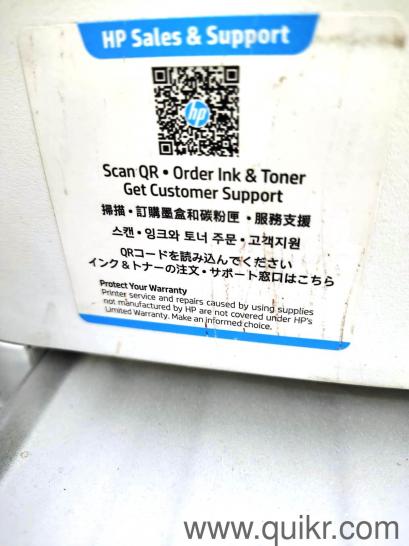 HP Sales & Support
hp
Scan QR • Order Ink & Toner
Get Customer Support
掃描・訂購墨盒和碳粉匣・服務支援
스캔・잉크와 토너 주문・고객지원
QRコードを読み込んでください
インク&トナーの注文・サポート窓口はこちら
Protect Your Warranty
Printer service and repairs caused by using supplies
not manufactured by HP are not covered under HP's
Limited Warranty. Make an informed choice.
www.quikr.com